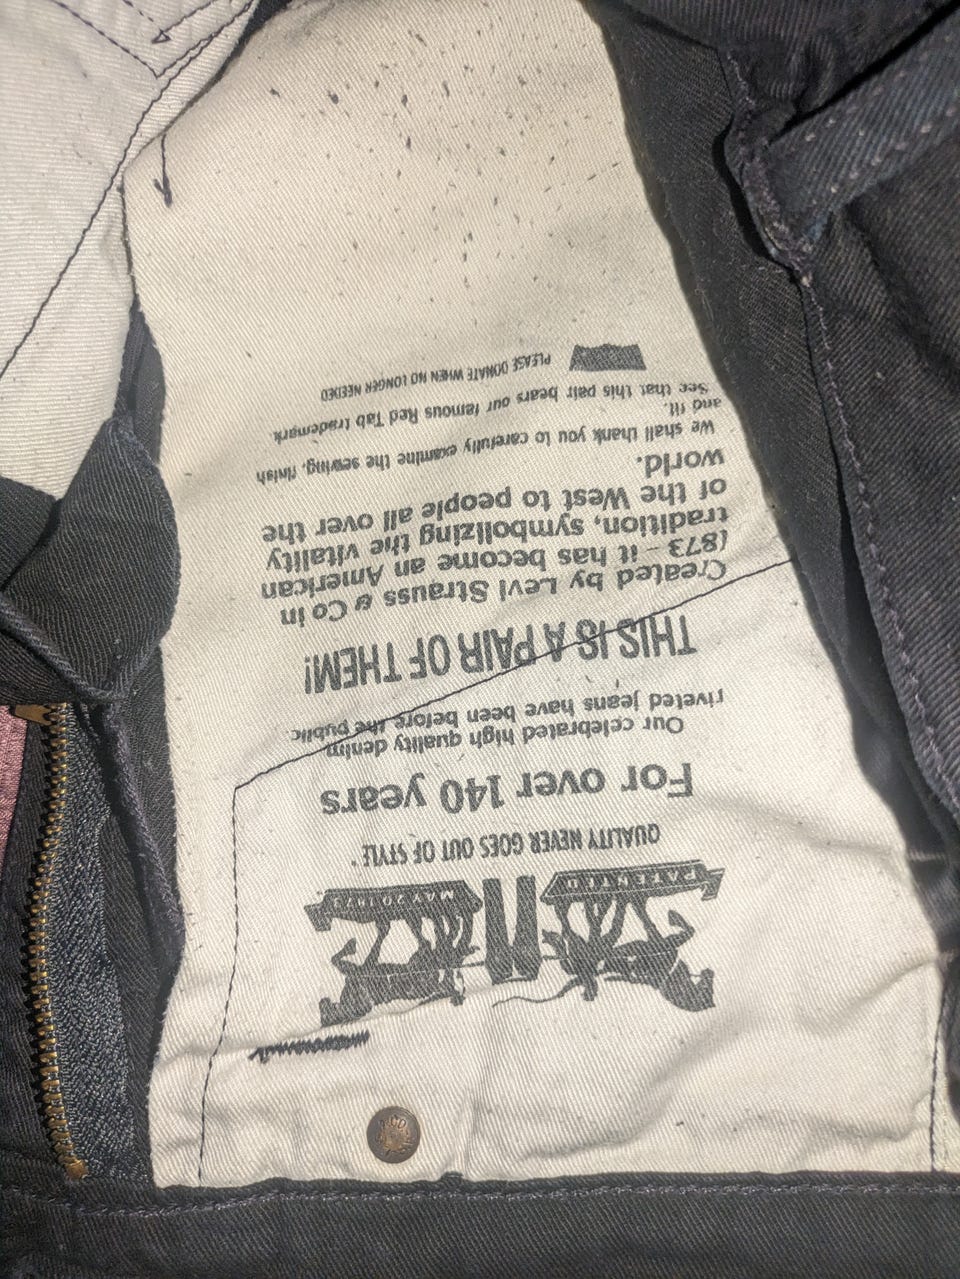 PATENTED
MAY 20 1873
QUALITY NEVER GOES OUT OF STYLE ®
For over 140 years
Our celebrated high quality denim
riveted jeans have been before the public
THIS IS A PAIR OF THEM!
Created by Levi Strauss & Co in
1873 – it has become an American
tradition, symbolizing the vitality
of the West to people all over the
world.
We shall thank you to carefully examine the sewing, finish
and fit.
See that this pair bears our famous Red Tab trademark
PLEASE DONATE WHEN NO LONGER NEEDED